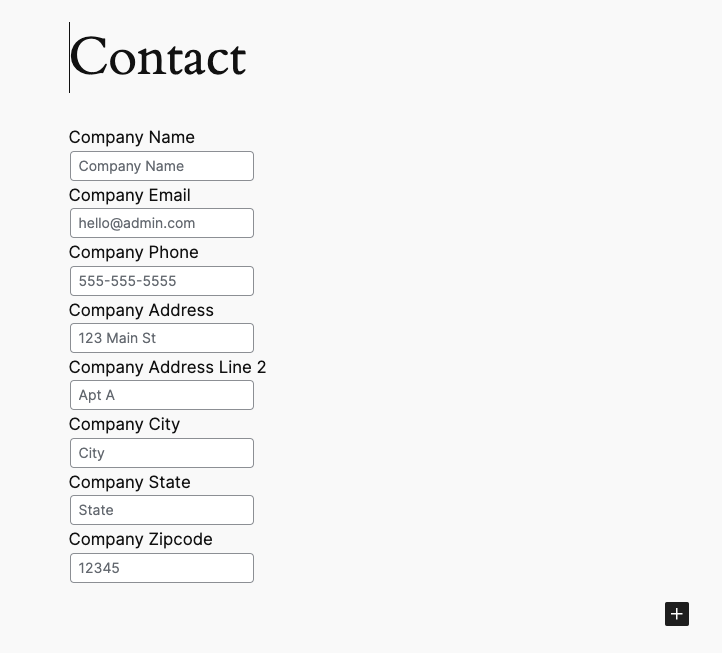 Contact
Company Name
Company Name
Company Email
hello@admin.com
Company Phone
555-555-5555
Company Address
123 Main St
Company Address Line 2
Apt A
Company City
City
Company State
State
Company Zipcode
12345